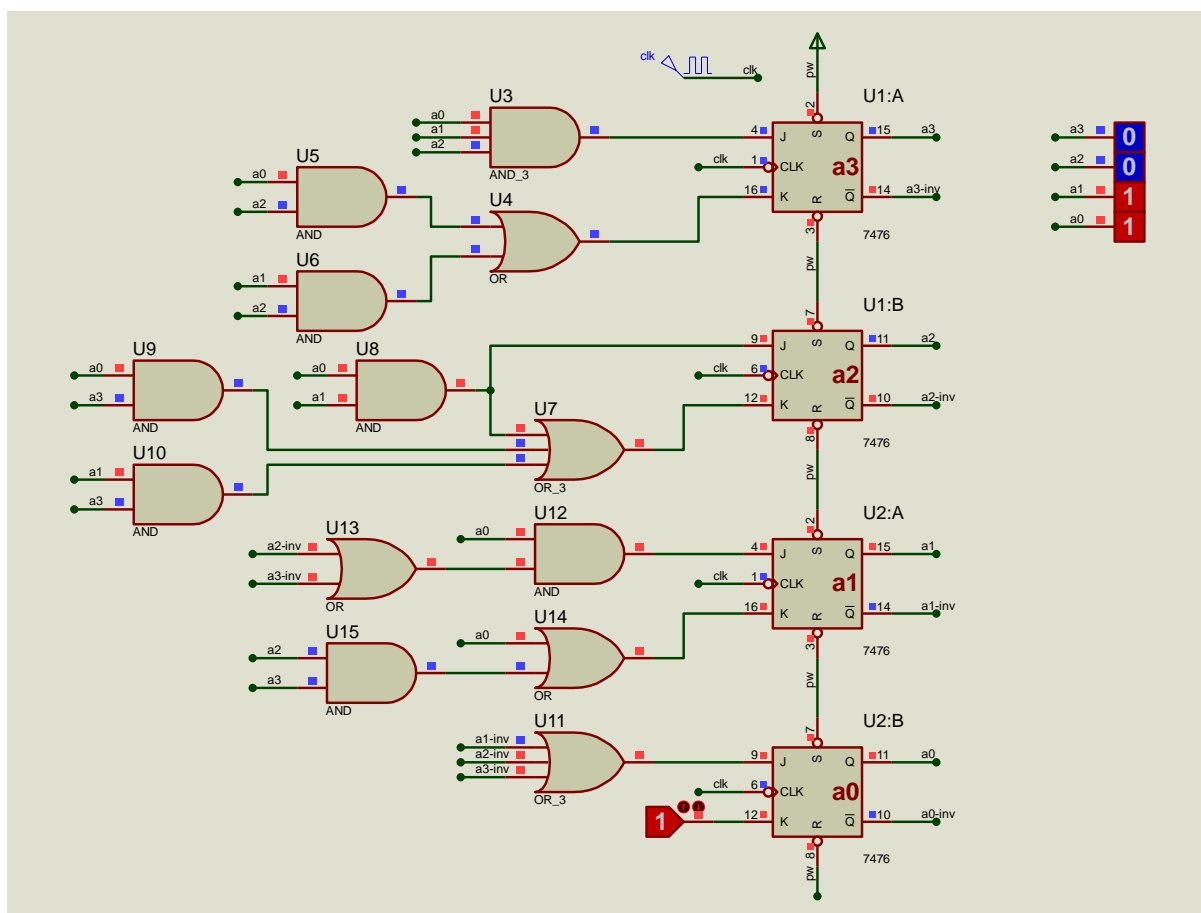 clk
clk
pw
U1:A
2
S
U3
a0
a1
a2
AND_3
4
J
Q
15
a3
clk
1
CLK
a3
16
K
R
Q
14
a3-inv
3
7476
a3
0
a2
0
a1
1
a0
1
U5
a0
a2
AND
U4
OR
U6
a1
a2
AND
pw
U1:B
7
S
9
J
Q
11
a2
clk
6
CLK
a2
12
K
R
Q
10
a2-inv
8
7476
U9
a0
a3
AND
U8
a0
a1
AND
U7
OR_3
U10
a1
a3
AND
pw
U2:A
2
S
U12
a0
AND
4
J
Q
15
a1
U13
a2-inv
a3-inv
OR
clk
1
CLK
a1
16
K
R
Q
14
a1-inv
3
7476
U14
a0
OR
U15
a2
a3
AND
pw
U2:B
7
S
U11
a1-inv
a2-inv
a3-inv
OR_3
9
J
Q
11
a0
clk
6
CLK
a0
1
12
K
R
Q
10
a0-inv
8
7476
pw